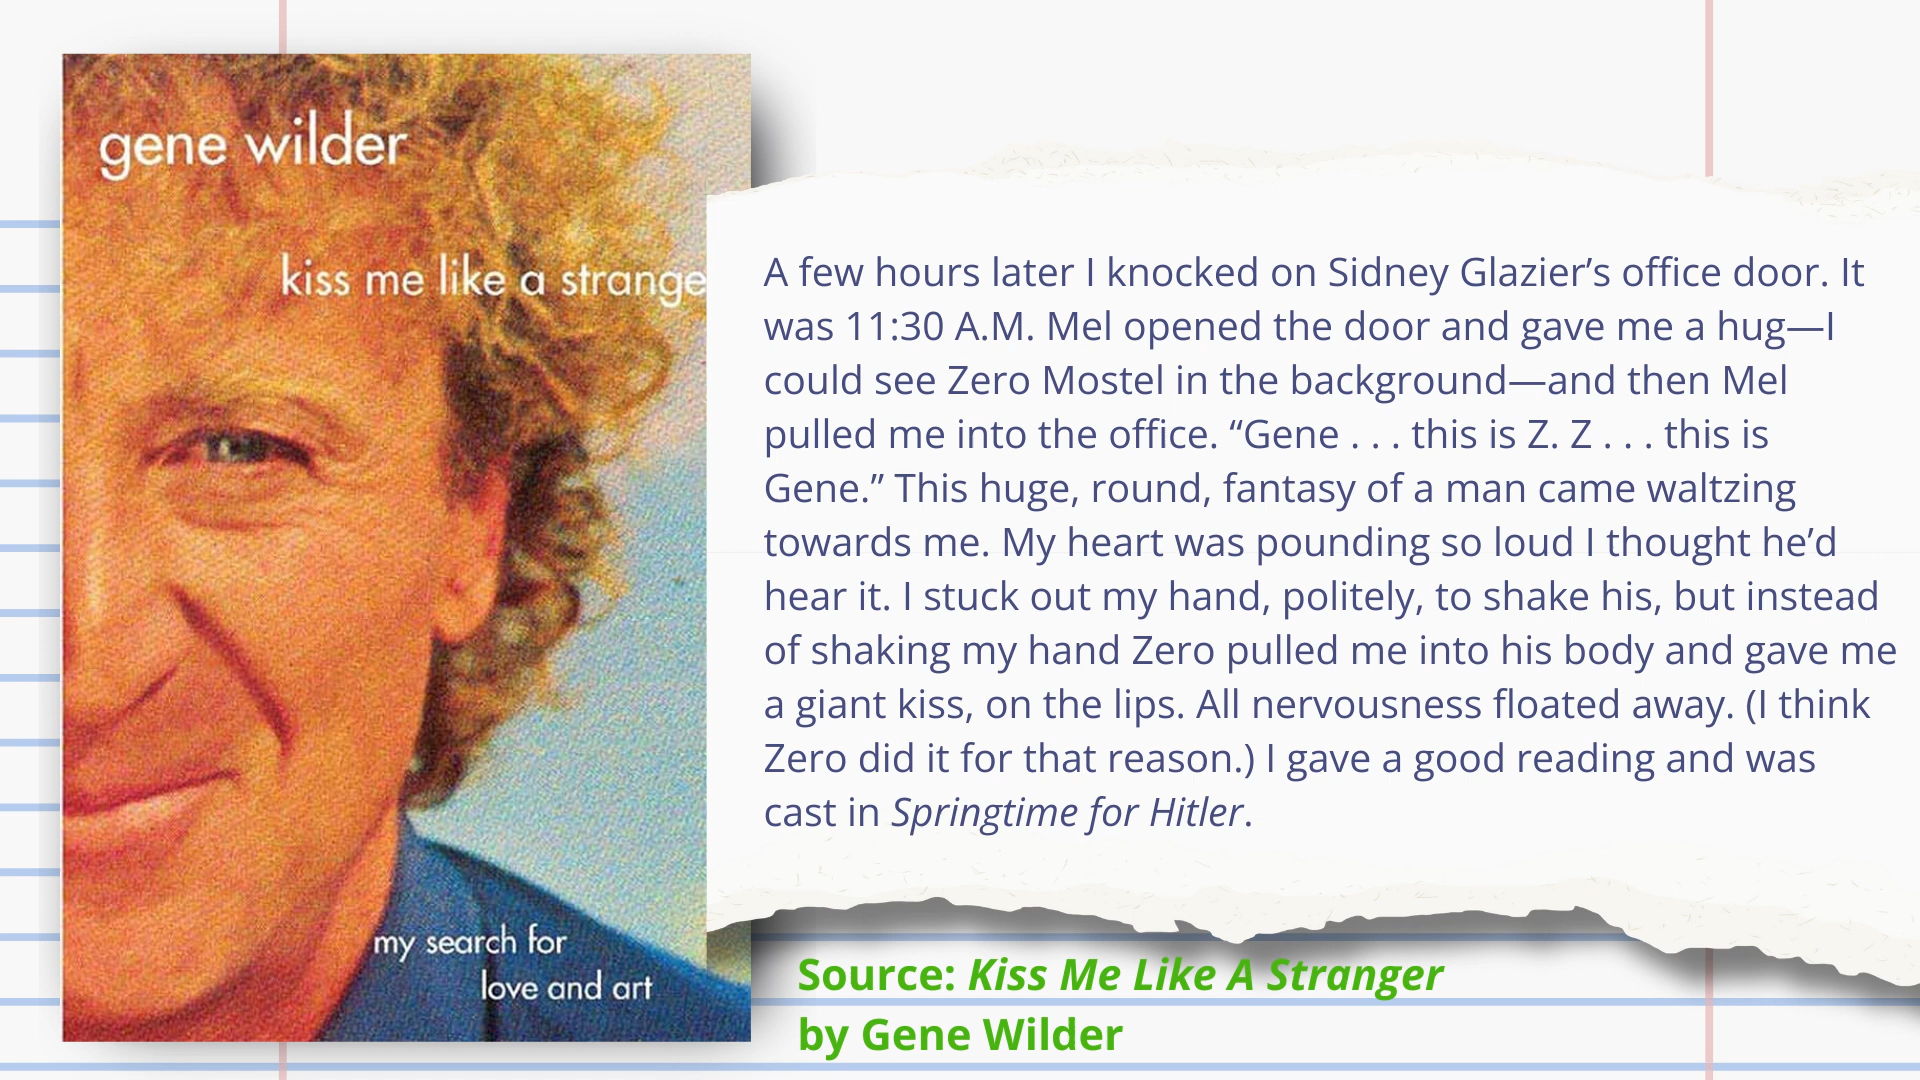 gene wilder
kiss me like a strange
my search for
love and art
A few hours later I knocked on Sidney Glazier’s office door. It
was 11:30 A.M. Mel opened the door and gave me a hug—I
could see Zero Mostel in the background—and then Mel
pulled me into the office. “Gene . . . this is Z. Z . . . this is
Gene.” This huge, round, fantasy of a man came waltzing
towards me. My heart was pounding so loud I thought he’d
hear it. I stuck out my hand, politely, to shake his, but instead
of shaking my hand Zero pulled me into his body and gave me
a giant kiss, on the lips. All nervousness floated away. (I think
Zero did it for that reason.) I gave a good reading and was
cast in Springtime for Hitler.
Source: Kiss Me Like A Stranger
by Gene Wilder